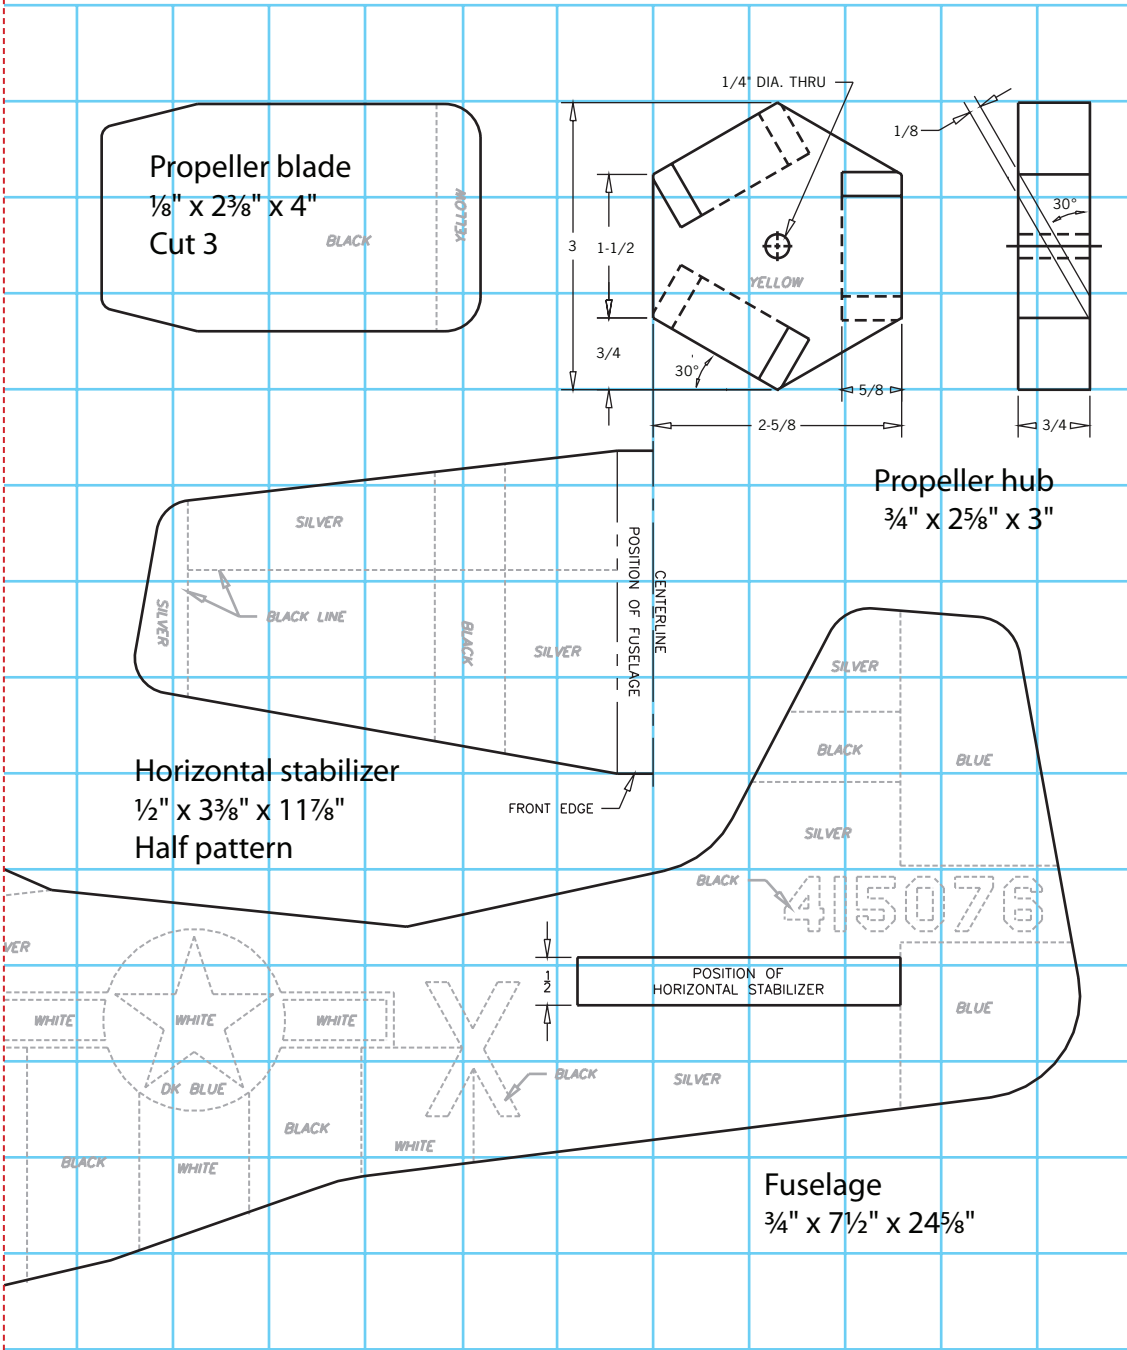 1/4" DIA. THRU
1/8
Propeller blade
⅛" x 2⅜" x 4"
Cut 3
BLACK
YELLOW
3
1-1/2
YELLOW
30°
3/4
30°
5/8
2-5/8
3/4
Propeller hub
¾" x 2⅝" x 3"
SILVER
POSITION OF FUSELAGE
CENTERLINE
SILVER
BLACK LINE
BLACK
SILVER
FRONT EDGE
Horizontal stabilizer
½" x 3⅜" x 11⅞"
Half pattern
SILVER
BLACK
BLUE
SILVER
BLACK
415076
VER
1/2
POSITION OF
HORIZONTAL STABILIZER
WHITE
WHITE
WHITE
X
BLUE
DK BLUE
BLACK
SILVER
BLACK
WHITE
BLACK
WHITE
Fuselage
¾" x 7½" x 24⅝"